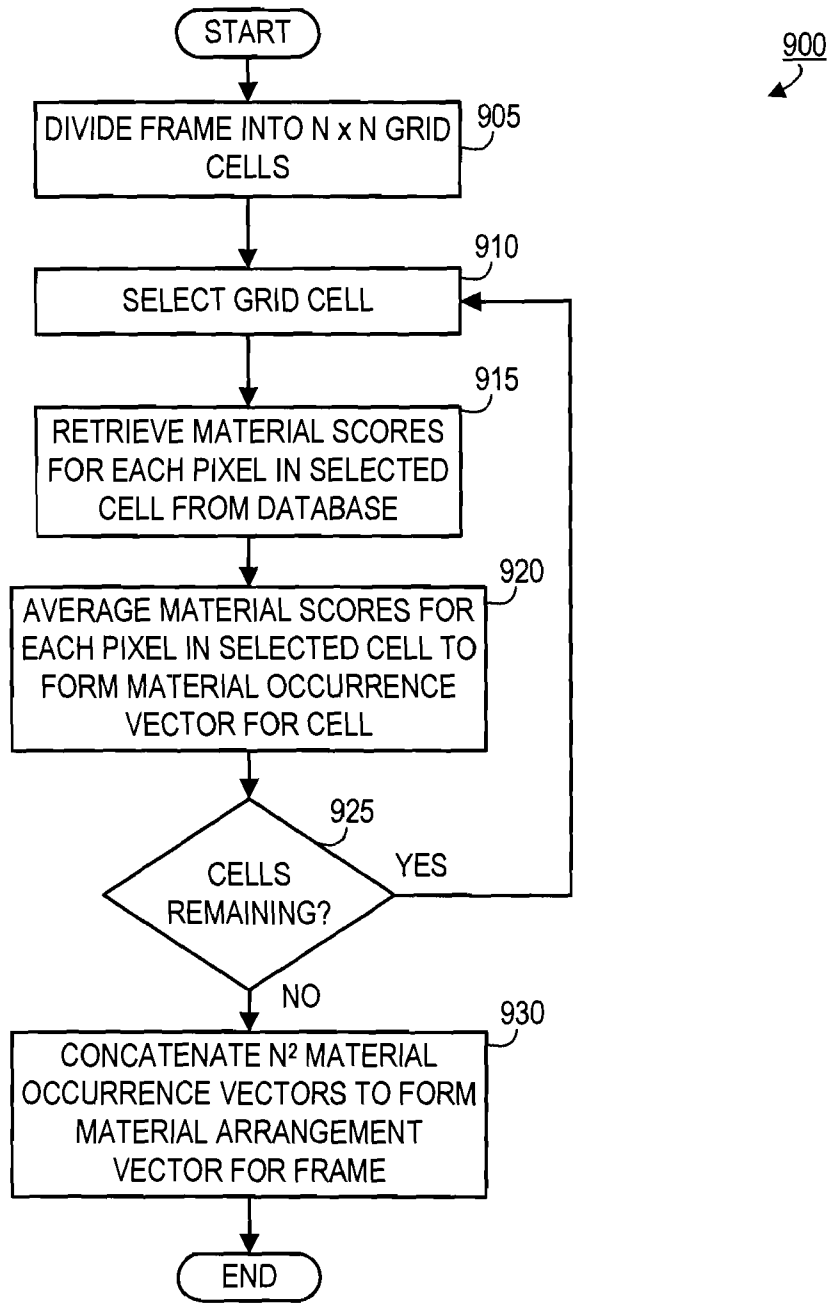 START
900
DIVIDE FRAME INTO N x N GRID
CELLS
905
910
SELECT GRID CELL
915
RETRIEVE MATERIAL SCORES
FOR EACH PIXEL IN SELECTED
CELL FROM DATABASE
920
AVERAGE MATERIAL SCORES FOR
EACH PIXEL IN SELECTED CELL TO
FORM MATERIAL OCCURRENCE
VECTOR FOR CELL
925
CELLS
REMAINING?
YES
NO
930
CONCATENATE N² MATERIAL
OCCURRENCE VECTORS TO FORM
MATERIAL ARRANGEMENT
VECTOR FOR FRAME
END